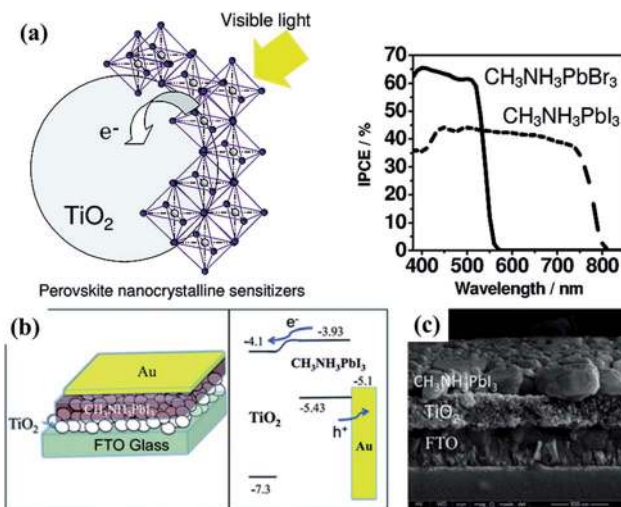 (a)
Visible light
e-
TiO2
Perovskite nanocrystalline sensitizers
70
60
50
40
30
20
10
0
IPCE / %
CH3NH3PbBr3
CH3NH3PbI3
400 500 600 700 800
Wavelength / nm
(b)
Au
CH3NH3PbI3
TiO2
FTO Glass
e-
-4.1
-3.93
CH3NH3PbI3
-5.1
TiO2
-5.43
h+
Au
-7.3
(c)
CH3NH3PbI3
TiO2
FTO